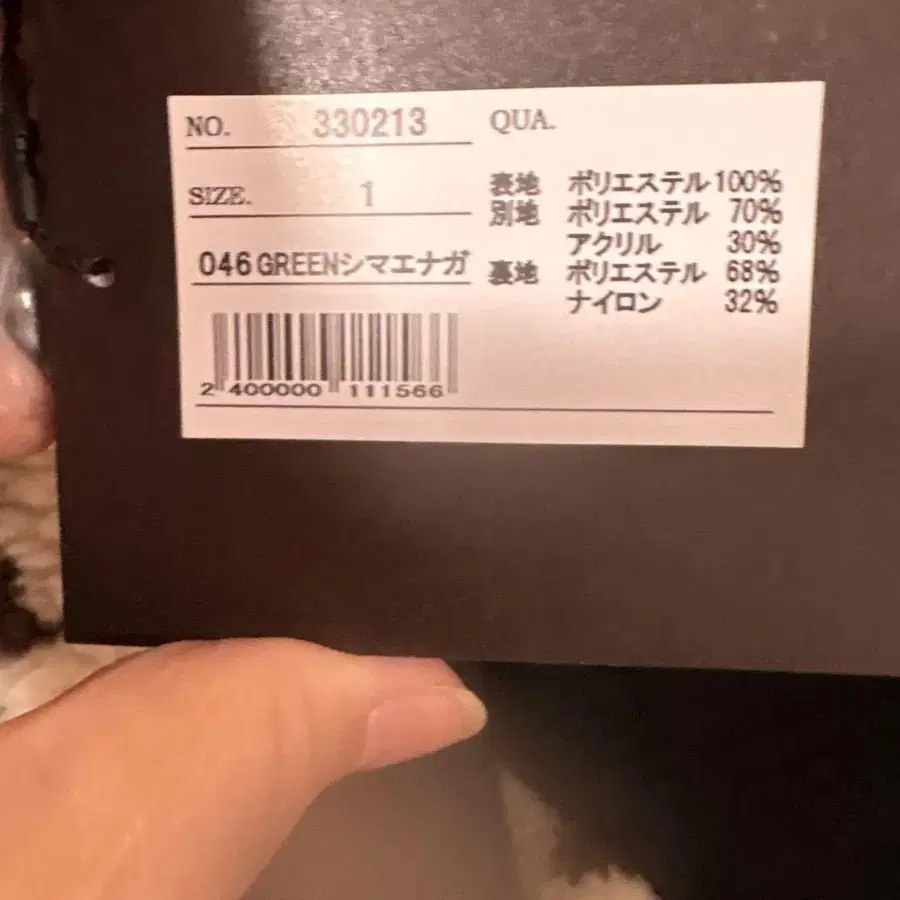 NO. 330213
SIZE. 1
046 GREENシマエナガ
2 400000 111566
QUA.
表地 ポリエステル 100%
別地 ポリエステル 70%
アクリル 30%
裏地 ポリエステル 68%
ナイロン 32%